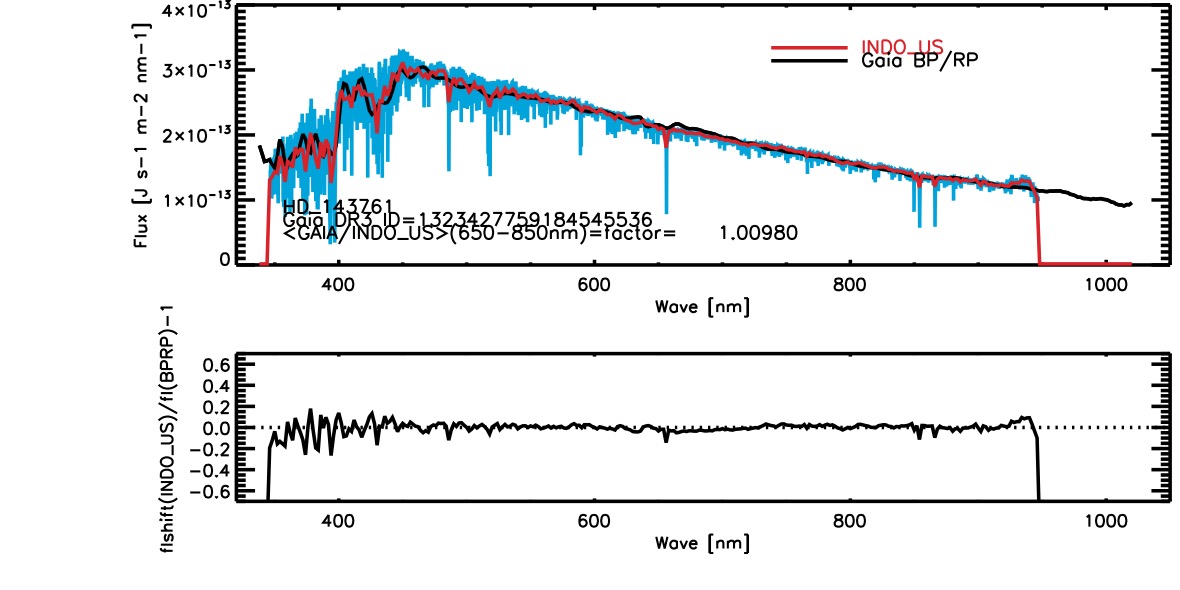 4×10−13
3×10−13
2×10−13
1×10−13
0
Flux [J s−1 m−2 nm−1]
INDO_US
Gaia BP/RP
HD_143761
Gaia DR3 ID=1323427759184545536
<GAIA/INDO_US>(650−850nm)=factor= 1.00980
400 600 800 1000
Wave [nm]
0.6
0.4
0.2
0.0
−0.2
−0.4
−0.6
flshift(INDO_US)/fl(BPRP)−1
400 600 800 1000
Wave [nm]